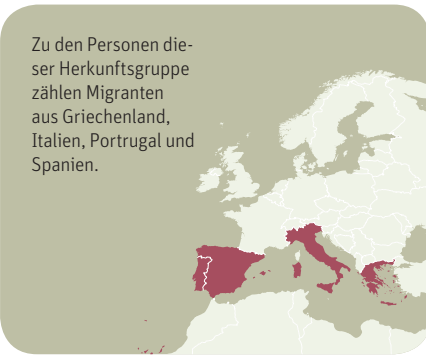 Zu den Personen die-
ser Herkunftsgruppe
zählen Migranten
aus Griechenland,
Italien, Portrugal und
Spanien.